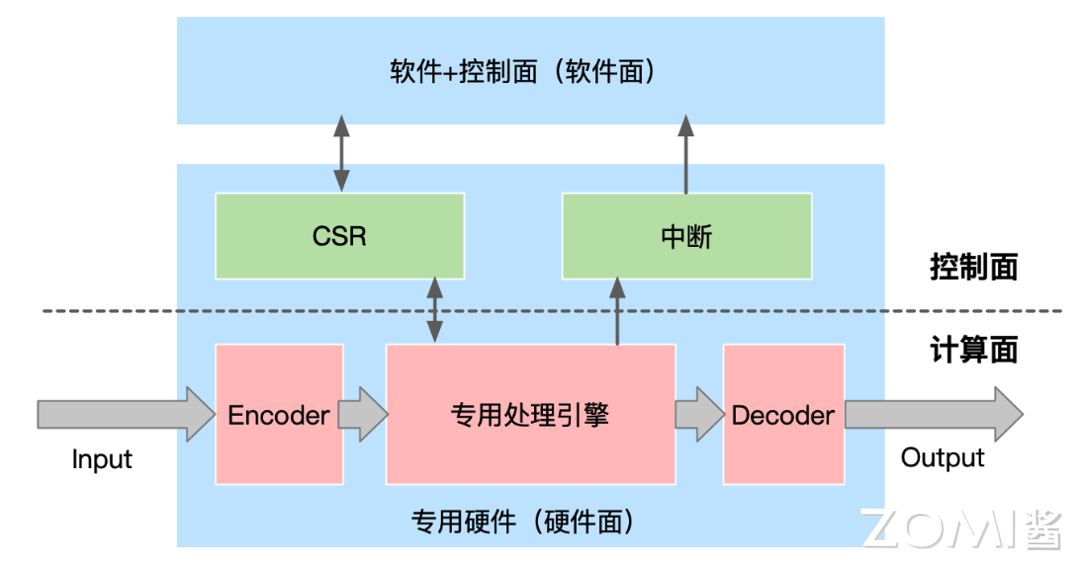 软件+控制面（软件面）
CSR
中断
控制面
计算面
Encoder
专用处理引擎
Decoder
Input
Output
专用硬件（硬件面）
ZOMI酱